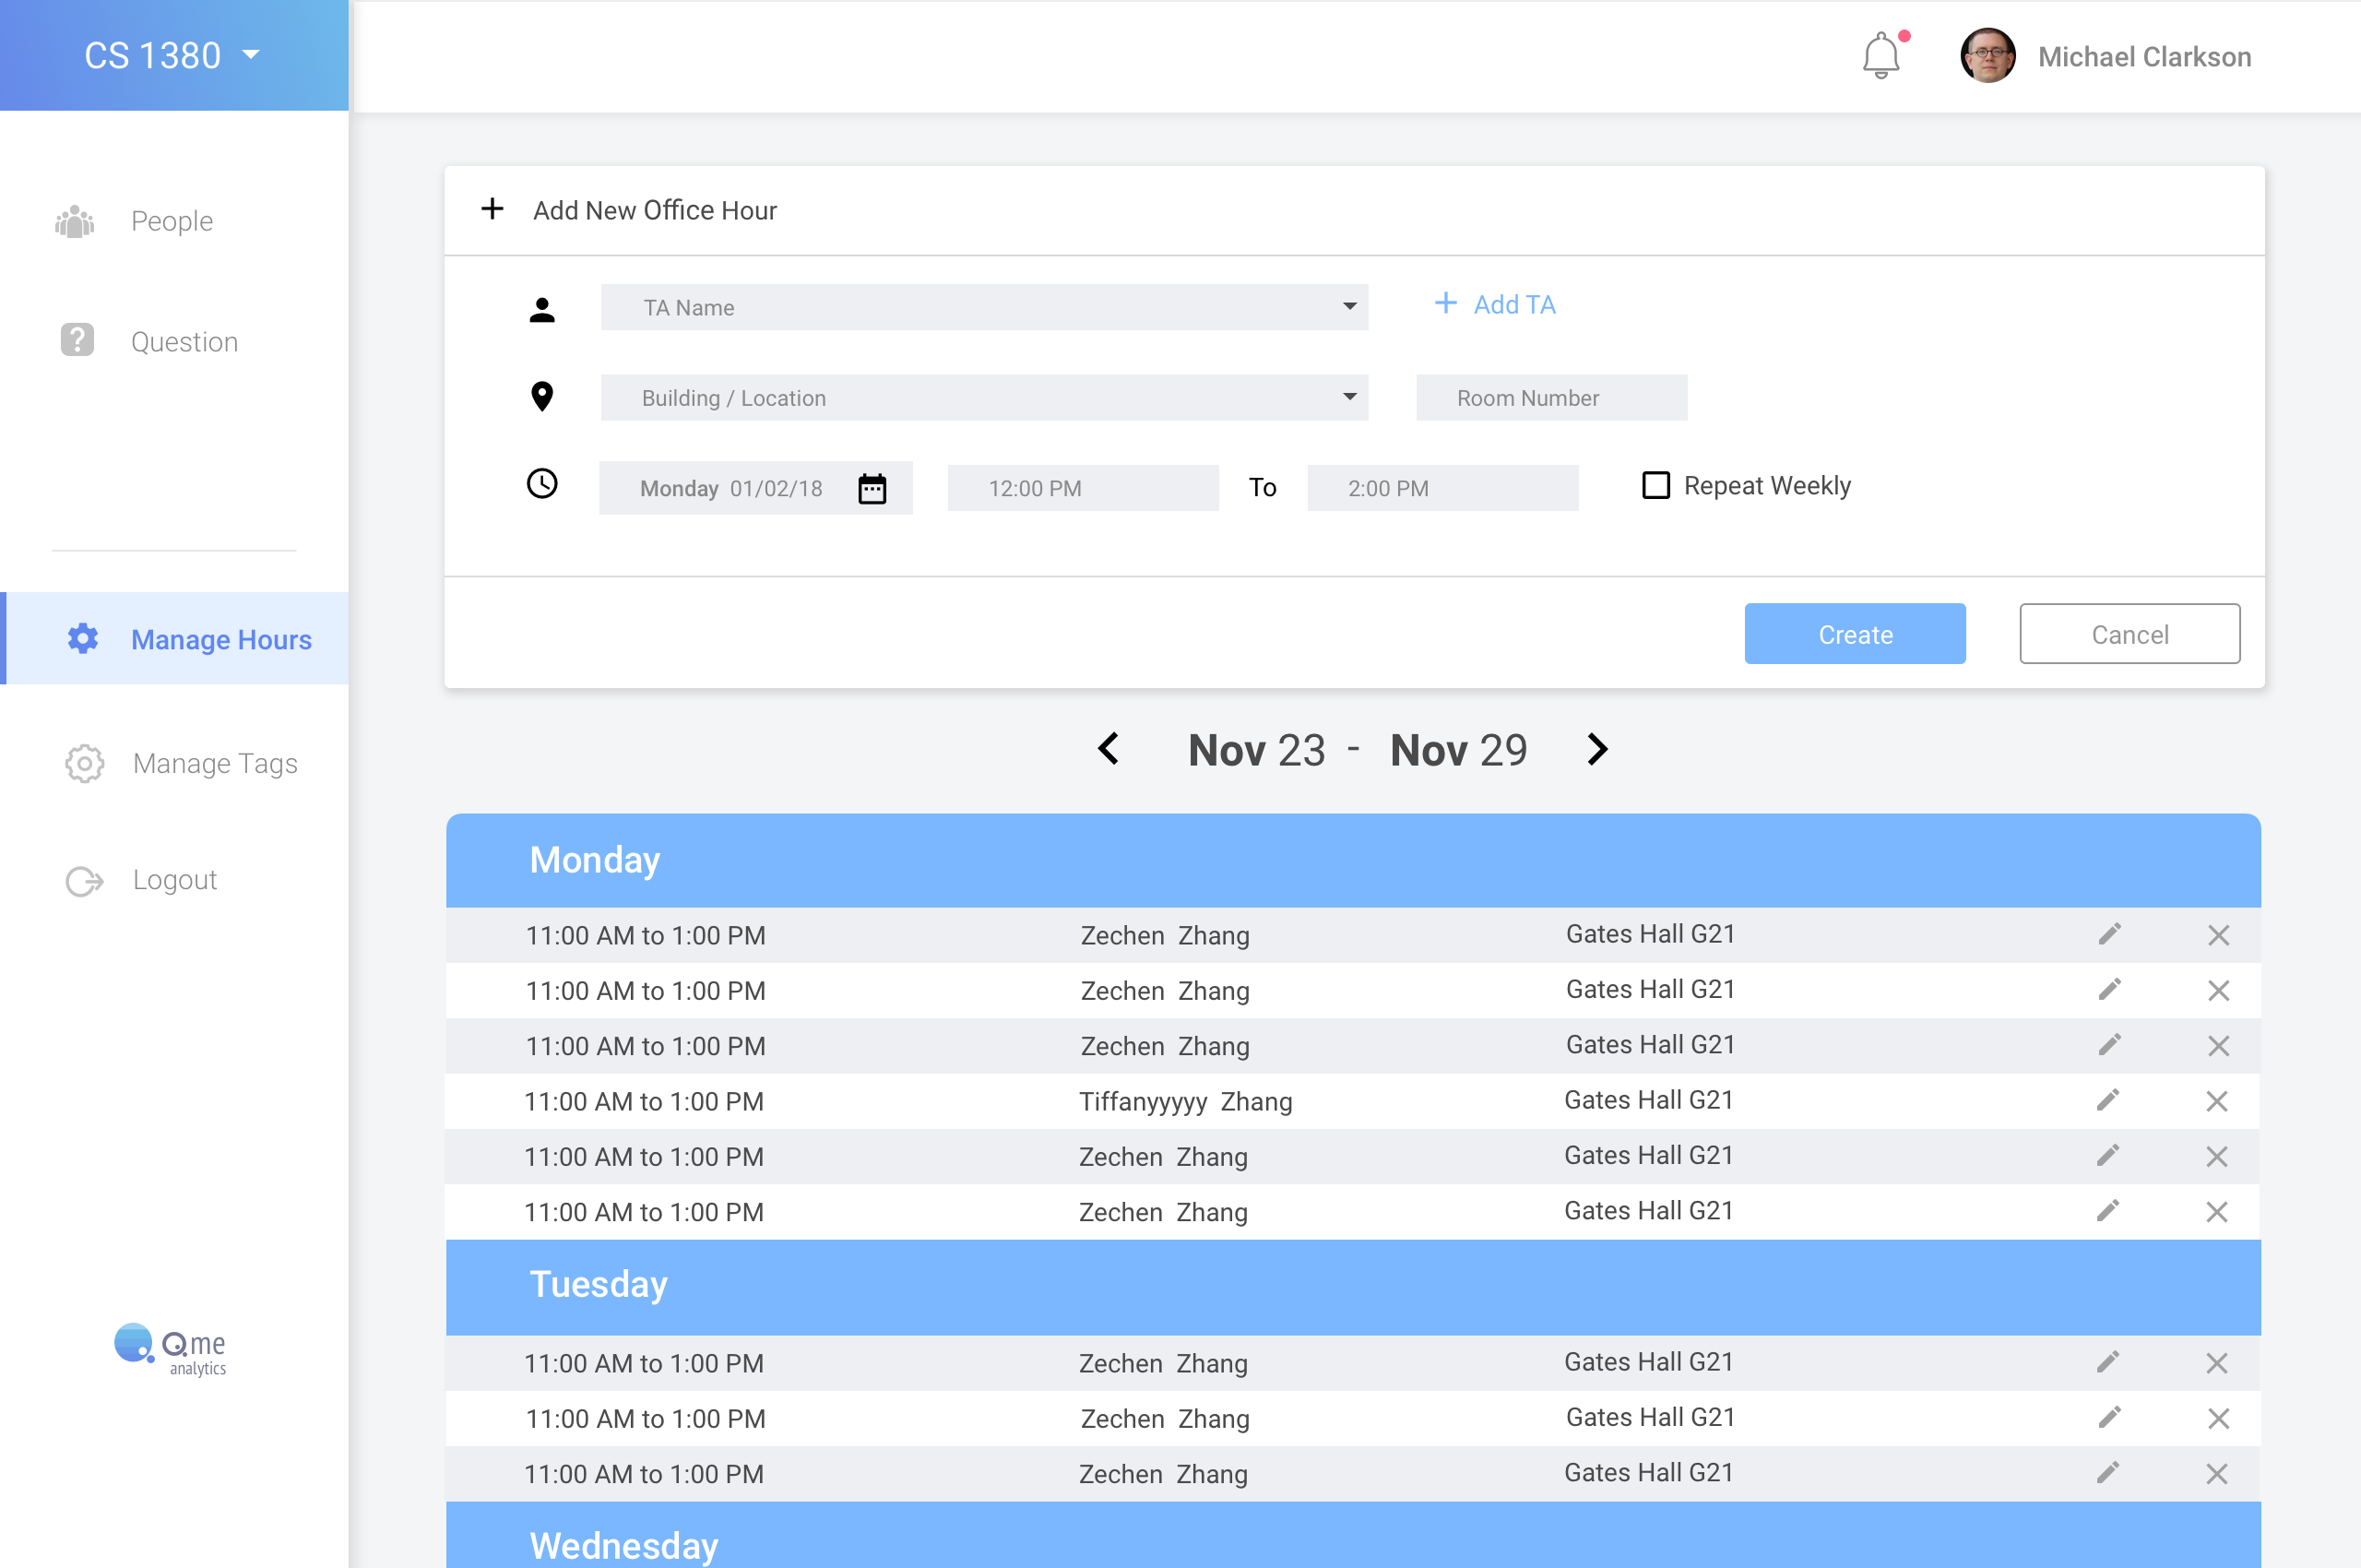 CS 1380
Michael Clarkson
People
Question
Manage Hours
Manage Tags
Logout
Qme
analytics
Add New Office Hour
TA Name
Add TA
Building / Location
Room Number
Monday 01/02/18
12:00 PM
To
2:00 PM
Repeat Weekly
Create
Cancel
Nov 23 - Nov 29
Monday
11:00 AM to 1:00 PM Zechen Zhang Gates Hall G21
11:00 AM to 1:00 PM Zechen Zhang Gates Hall G21
11:00 AM to 1:00 PM Zechen Zhang Gates Hall G21
11:00 AM to 1:00 PM Tiffanyyyyy Zhang Gates Hall G21
11:00 AM to 1:00 PM Zechen Zhang Gates Hall G21
11:00 AM to 1:00 PM Zechen Zhang Gates Hall G21
Tuesday
11:00 AM to 1:00 PM Zechen Zhang Gates Hall G21
11:00 AM to 1:00 PM Zechen Zhang Gates Hall G21
11:00 AM to 1:00 PM Zechen Zhang Gates Hall G21
Wednesday